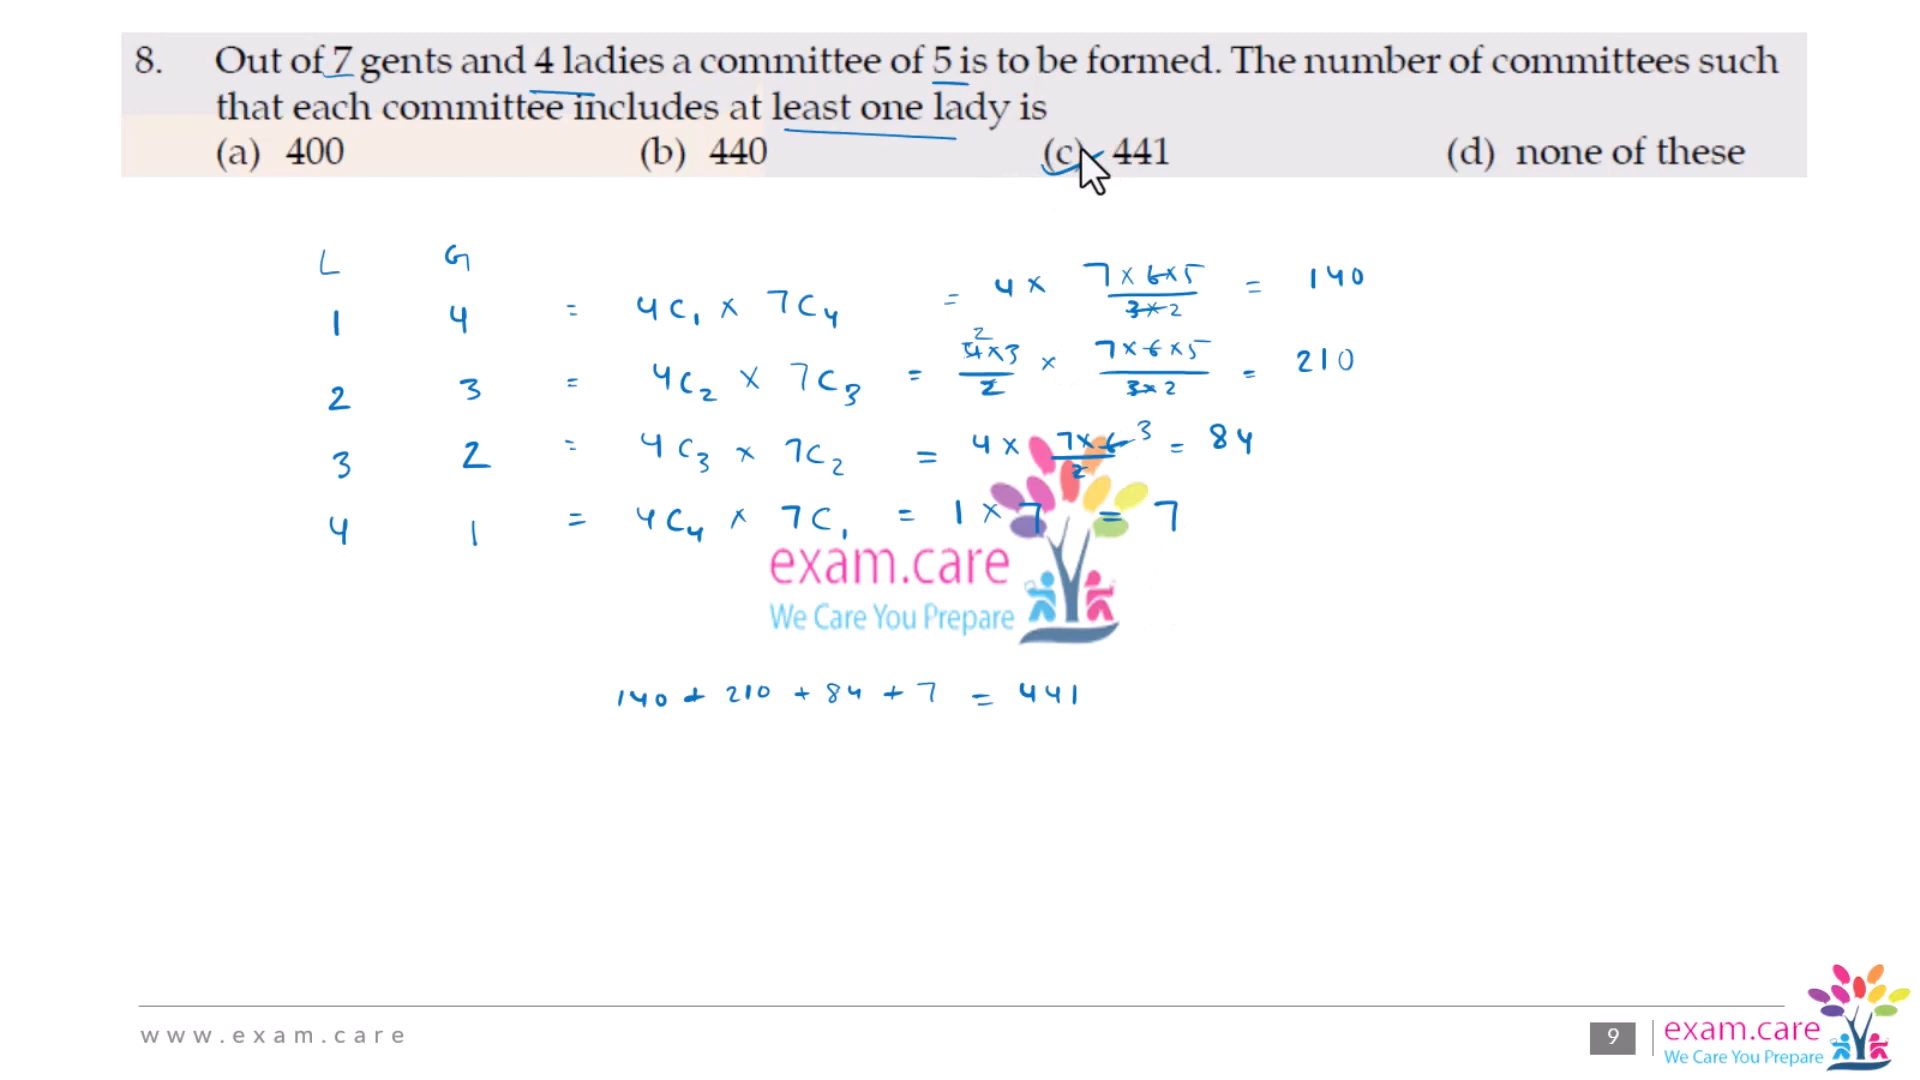 8. Out of 7 gents and 4 ladies a committee of 5 is to be formed. The number of committees such
that each committee includes at least one lady is
(a) 400 (b) 440 (c) 441 (d) none of these
L G
1 4 = 4C₁ × 7C₄ = 4 × 7×6×5/3×2 = 140
2 3 = 4C₂ × 7C₃ = 4×3/2 2 × 7×6×5/3×2 = 210
3 2 = 4C₃ × 7C₂ = 4 × 7×6/2 3 = 84
4 1 = 4C₄ × 7C₁ = 1 × 7 = 7
exam.care
We Care You Prepare
140 + 210 + 84 + 7 = 441
www.exam.care 9 exam.care
We Care You Prepare